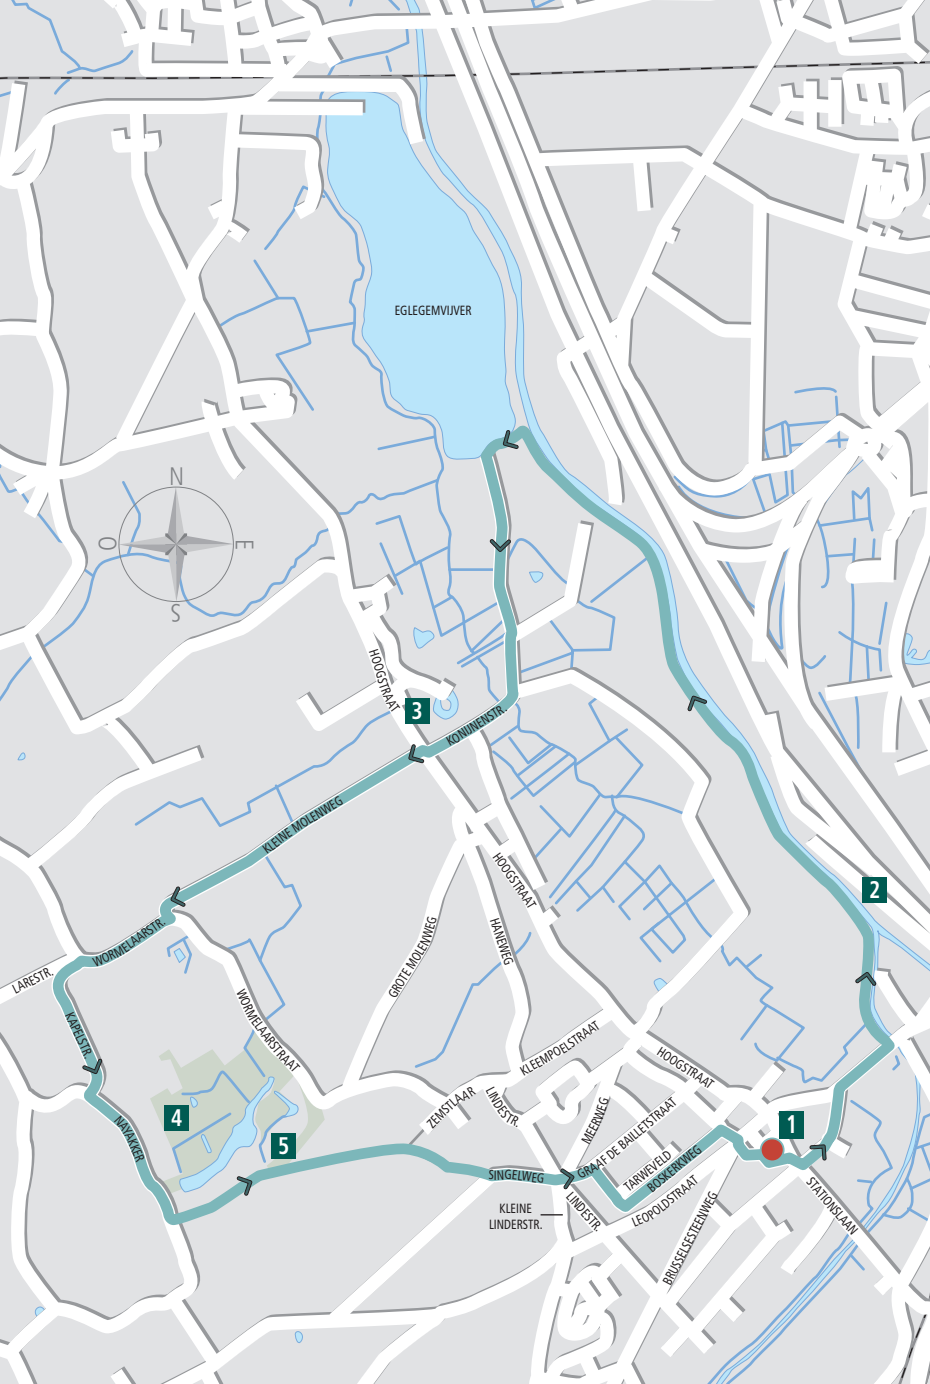 EGLEGEMVIJVER
N
O
E
S
HOOGSTRAAT
3
KONIJNENSTR.
KLEINE MOLENWEG
HOOGSTRAAT
2
WORMELAARSTR.
GROTE MOLENWEG
HANEWEG
LARESTR.
KAPELSTR.
WORMELAARSTRAAT
KLEEMPOELSTRAAT
HOOGSTRAAT
ZEMSTLAAR
LINDESTR.
MEERWEG
GRAAF DE BAILLETSTRAAT
4
NAYAKKER
5
1
TARWEVELD
BOSKERKWEG
SINGELWEG
LEOPOLDSTRAAT
STATIONSLAAN
KLEINE
LINDERSTR.
LINDESTR.
BRUSSELSESTEENWEG